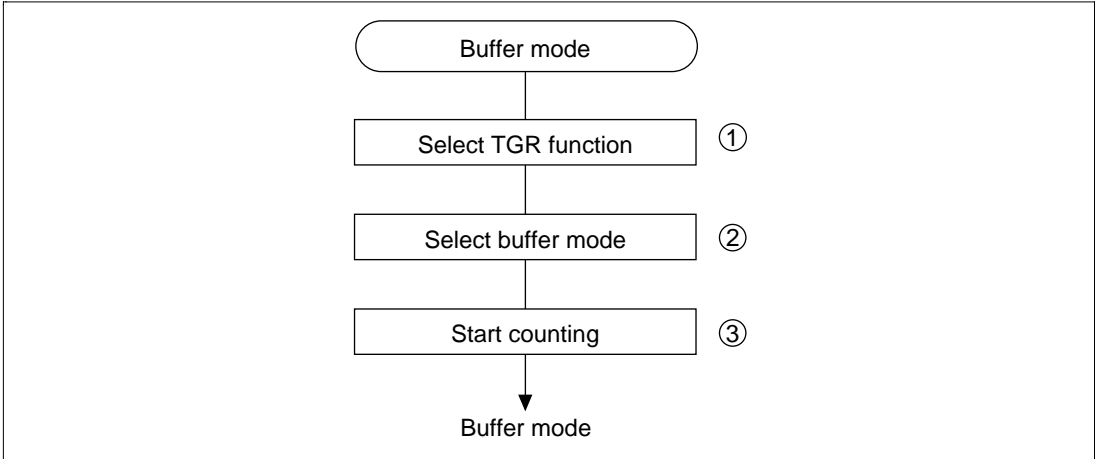 Buffer mode
Select TGR function ①
Select buffer mode ②
Start counting ③
Buffer mode